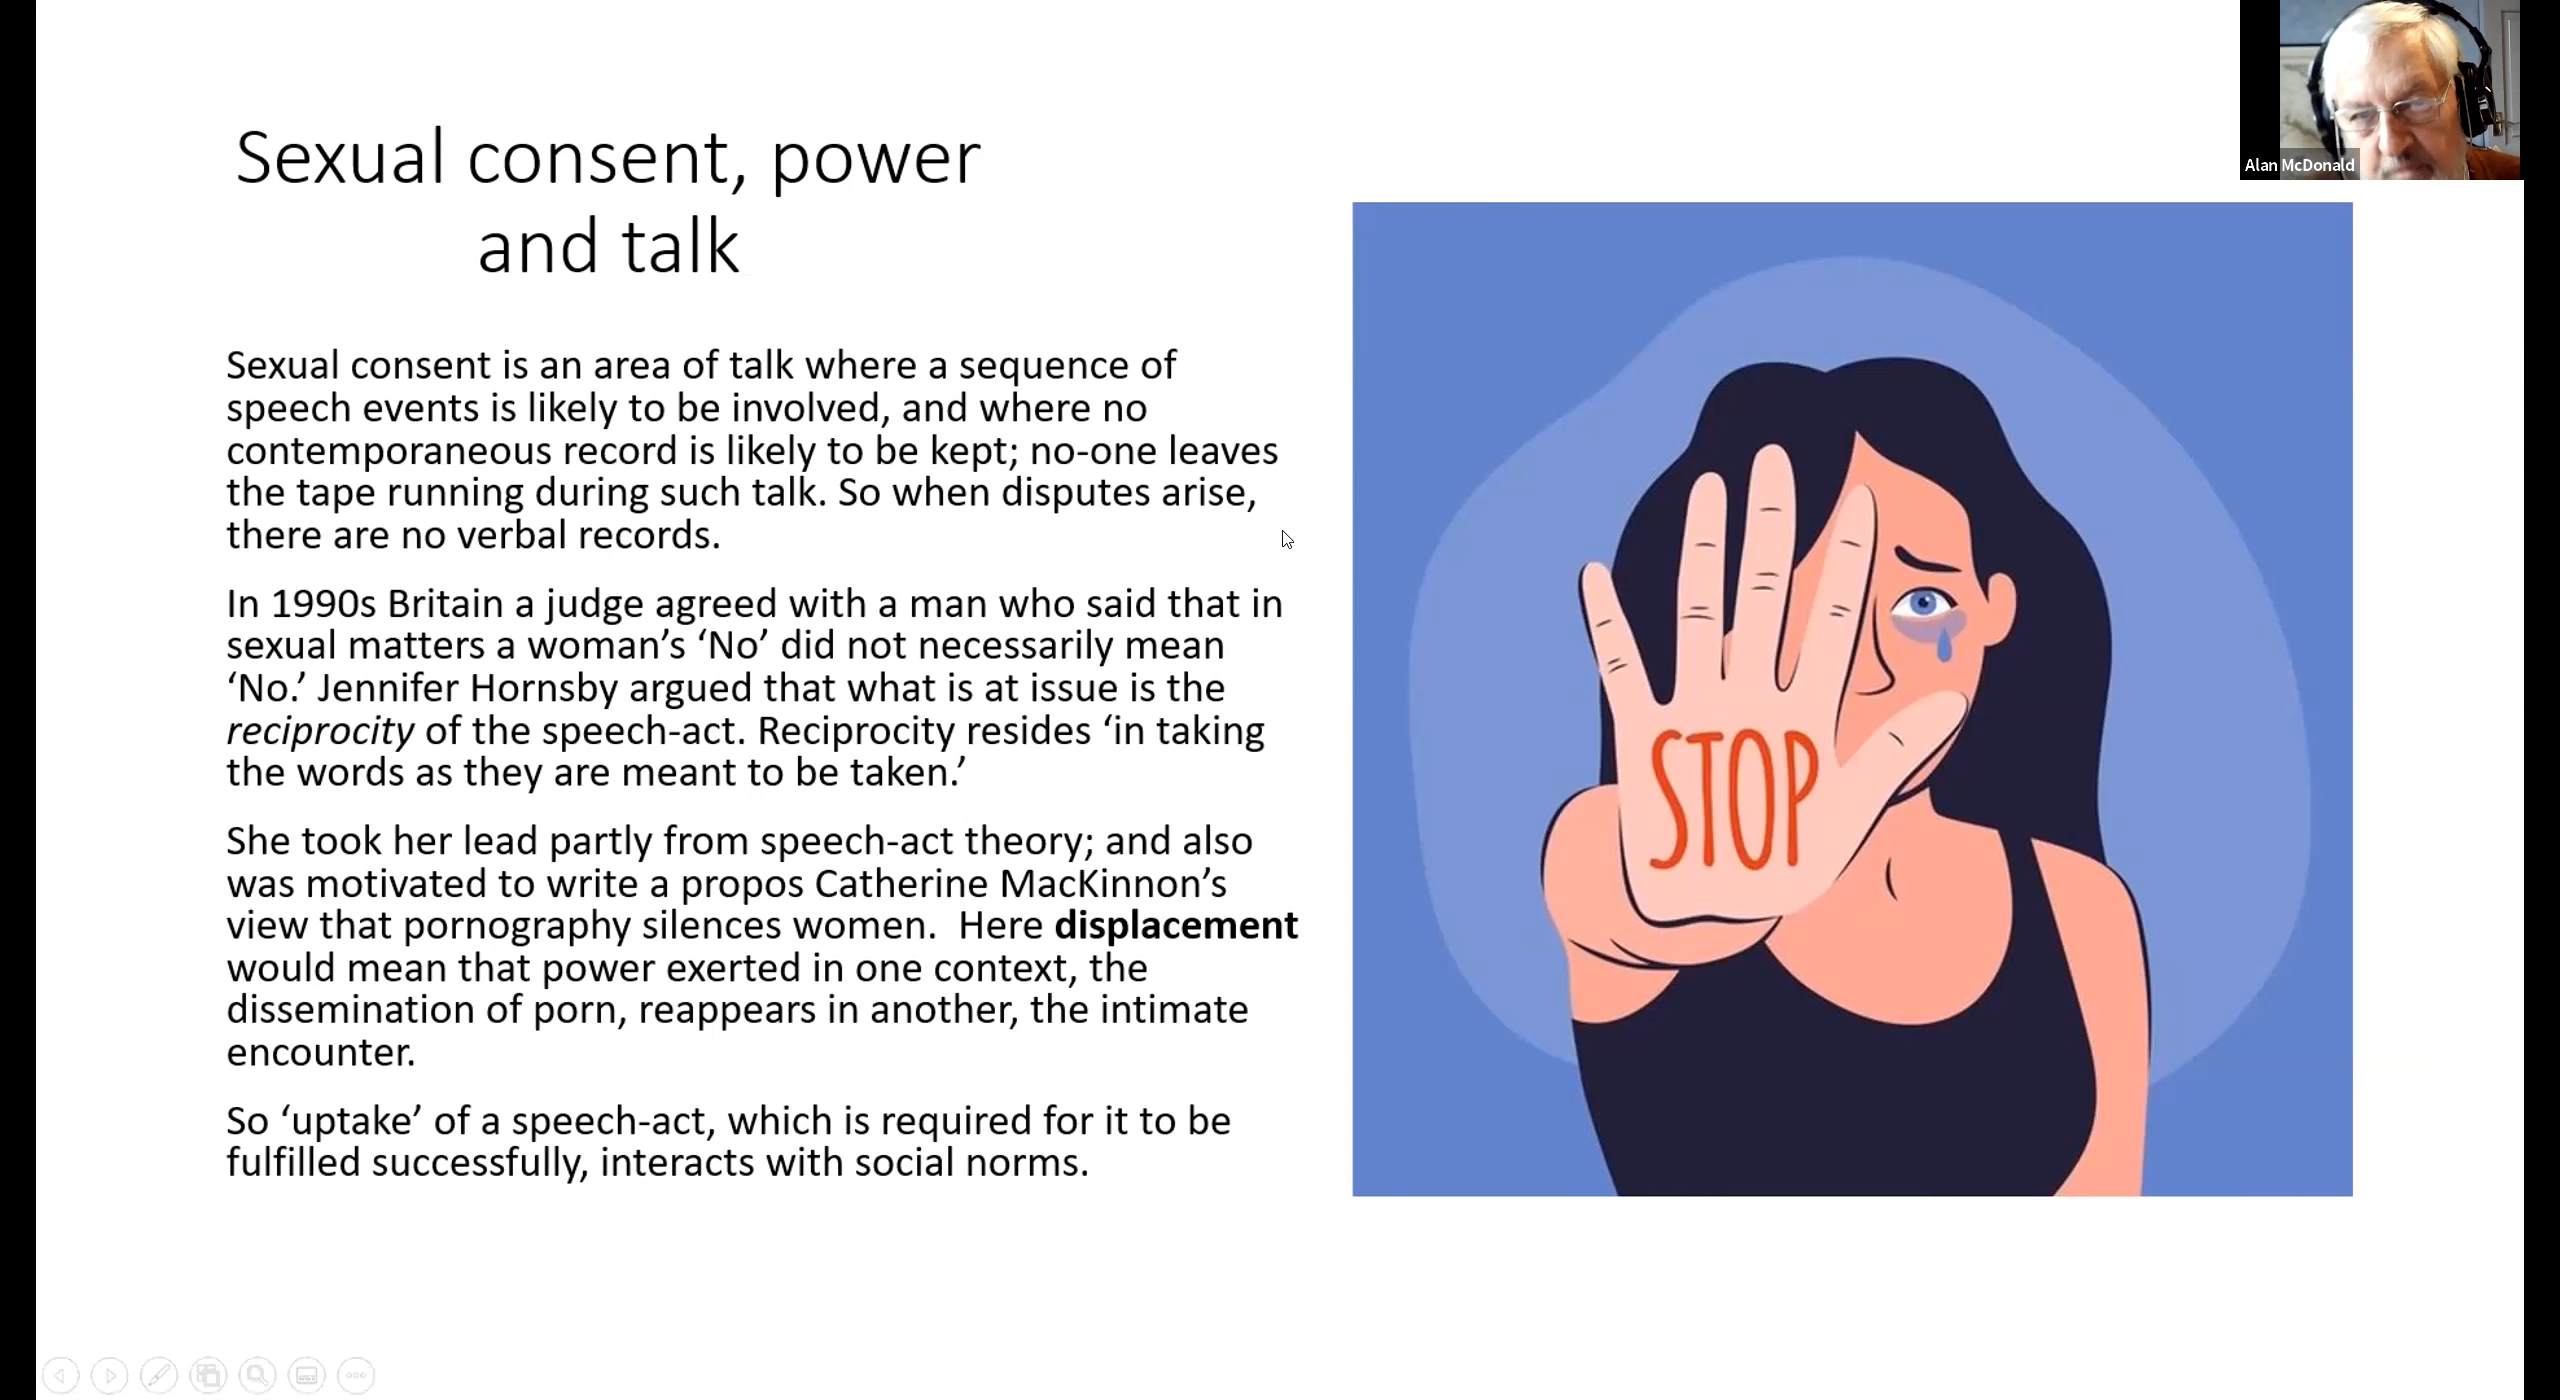 Sexual consent, power
and talk
Alan McDonald
Sexual consent is an area of talk where a sequence of
speech events is likely to be involved, and where no
contemporaneous record is likely to be kept; no-one leaves
the tape running during such talk. So when disputes arise,
there are no verbal records.
In 1990s Britain a judge agreed with a man who said that in
sexual matters a woman’s ‘No’ did not necessarily mean
‘No.’ Jennifer Hornsby argued that what is at issue is the
reciprocity of the speech-act. Reciprocity resides ‘in taking
the words as they are meant to be taken.’
She took her lead partly from speech-act theory; and also
was motivated to write a propos Catherine MacKinnon’s
view that pornography silences women.  Here displacement
would mean that power exerted in one context, the
dissemination of porn, reappears in another, the intimate
encounter.
So ‘uptake’ of a speech-act, which is required for it to be
fulfilled successfully, interacts with social norms.
STOP